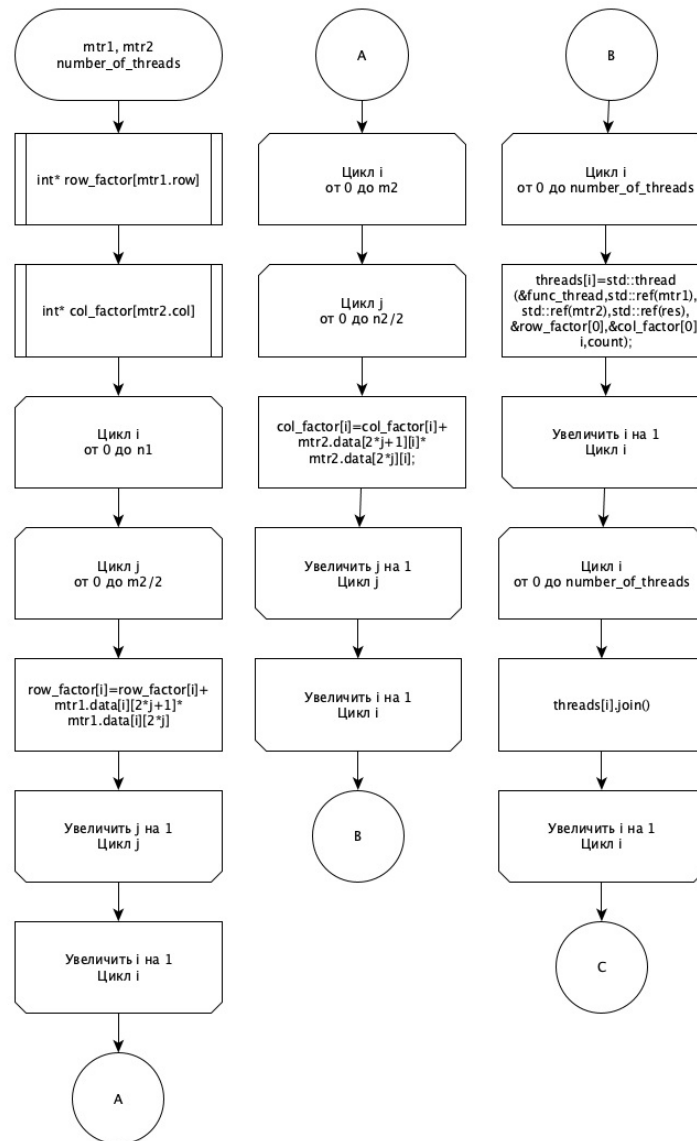 mtr1, mtr2
number_of_threads
int* row_factor[mtr1.row]
int* col_factor[mtr2.col]
Цикл i
от 0 до n1
Цикл j
от 0 до m2/2
row_factor[i]=row_factor[i]+
mtr1.data[i][2*j+1]*
mtr1.data[i][2*j]
Увеличить j на 1
Цикл j
Увеличить i на 1
Цикл i
A
A
Цикл i
от 0 до m2
Цикл j
от 0 до n2/2
col_factor[i]=col_factor[i]+
mtr2.data[2*j+1][i]*
mtr2.data[2*j][i];
Увеличить j на 1
Цикл j
Увеличить i на 1
Цикл i
B
B
Цикл i
от 0 до number_of_threads
threads[i]=std::thread
(&func_thread,std::ref(mtr1),
std::ref(mtr2),std::ref(res),
&row_factor[0],&col_factor[0]
i,count);
Увеличить i на 1
Цикл i
Цикл i
от 0 до number_of_threads
threads[i].join()
Увеличить i на 1
Цикл i
C